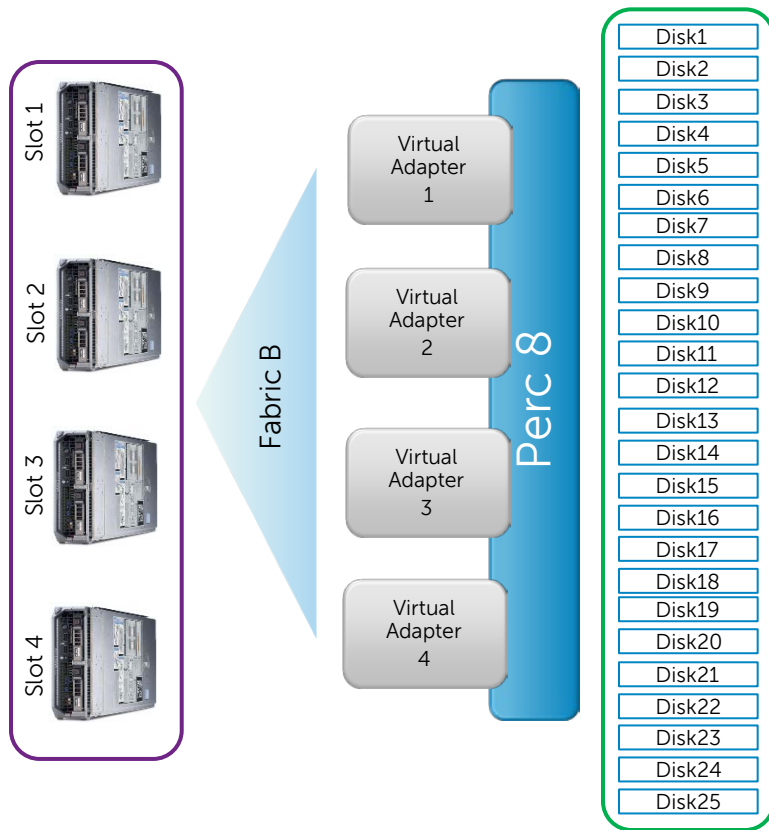 Slot 1
Slot 2
Slot 3
Slot 4
Fabric B
Virtual
Adapter
1
Virtual
Adapter
2
Virtual
Adapter
3
Virtual
Adapter
4
Perc 8
Disk1
Disk2
Disk3
Disk4
Disk5
Disk6
Disk7
Disk8
Disk9
Disk10
Disk11
Disk12
Disk13
Disk14
Disk15
Disk16
Disk17
Disk18
Disk19
Disk20
Disk21
Disk22
Disk23
Disk24
Disk25